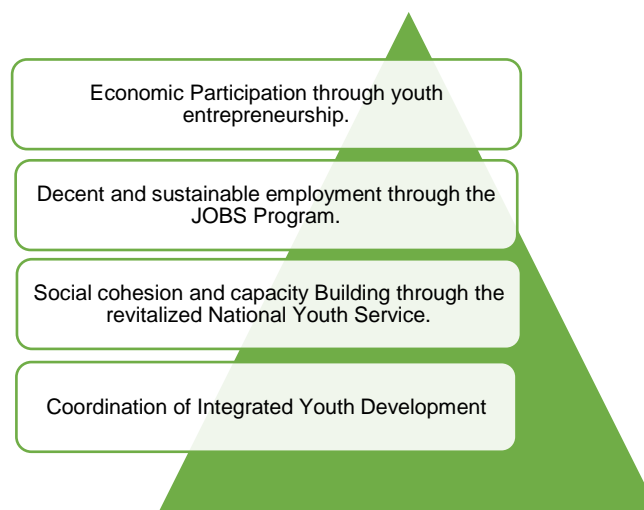 Economic Participation through youth
entrepreneurship.
Decent and sustainable employment through the
JOBS Program.
Social cohesion and capacity Building through the
revitalized National Youth Service.
Coordination of Integrated Youth Development